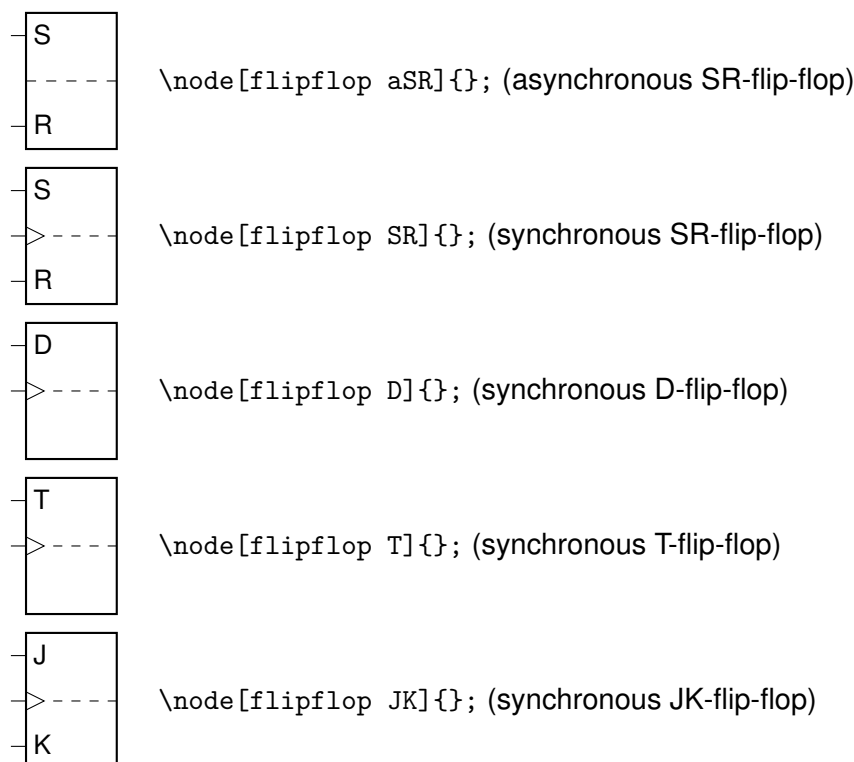 S
\node[flipflop aSR]{}; (asynchronous SR-flip-flop)
R
S
\node[flipflop SR]{}; (synchronous SR-flip-flop)
R
D
\node[flipflop D]{}; (synchronous D-flip-flop)
T
\node[flipflop T]{}; (synchronous T-flip-flop)
J
\node[flipflop JK]{}; (synchronous JK-flip-flop)
K